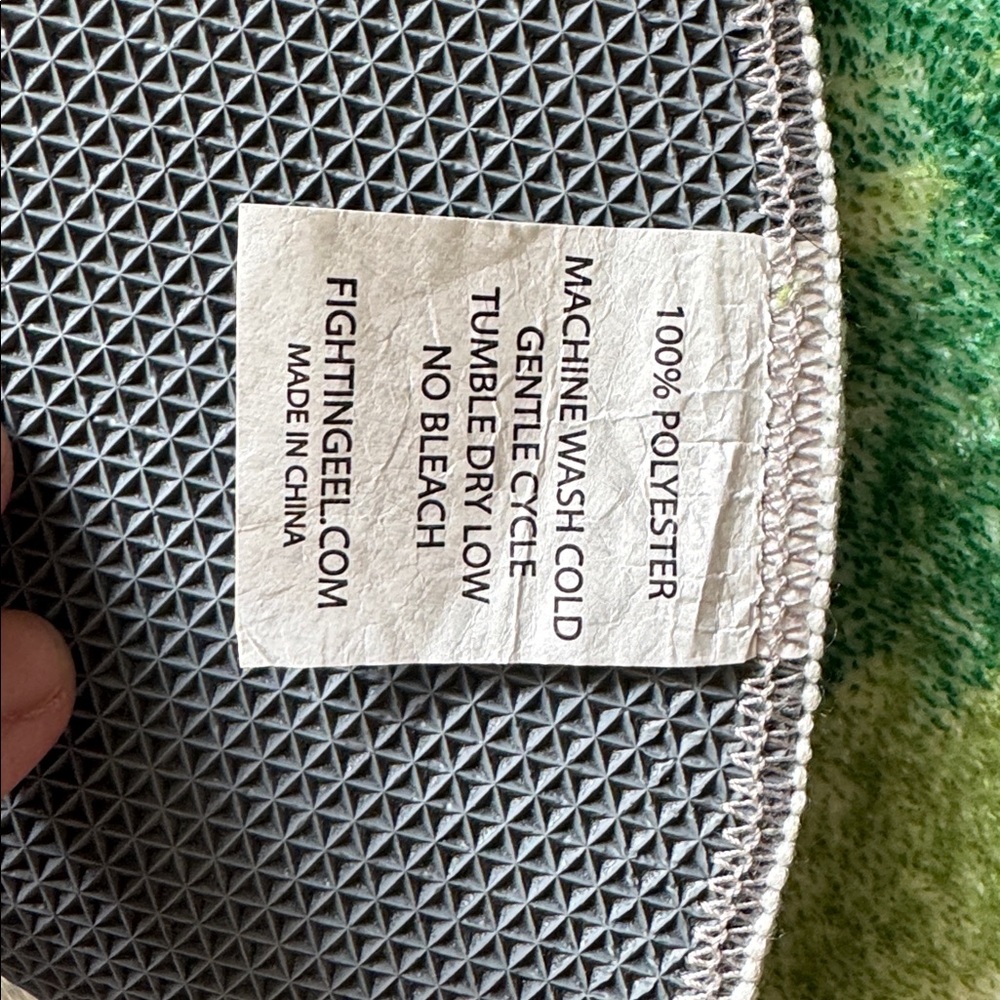 100% POLYESTER
MACHINE WASH COLD
GENTLE CYCLE
TUMBLE DRY LOW
NO BLEACH
FIGHTINGEEL.COM
MADE IN CHINA